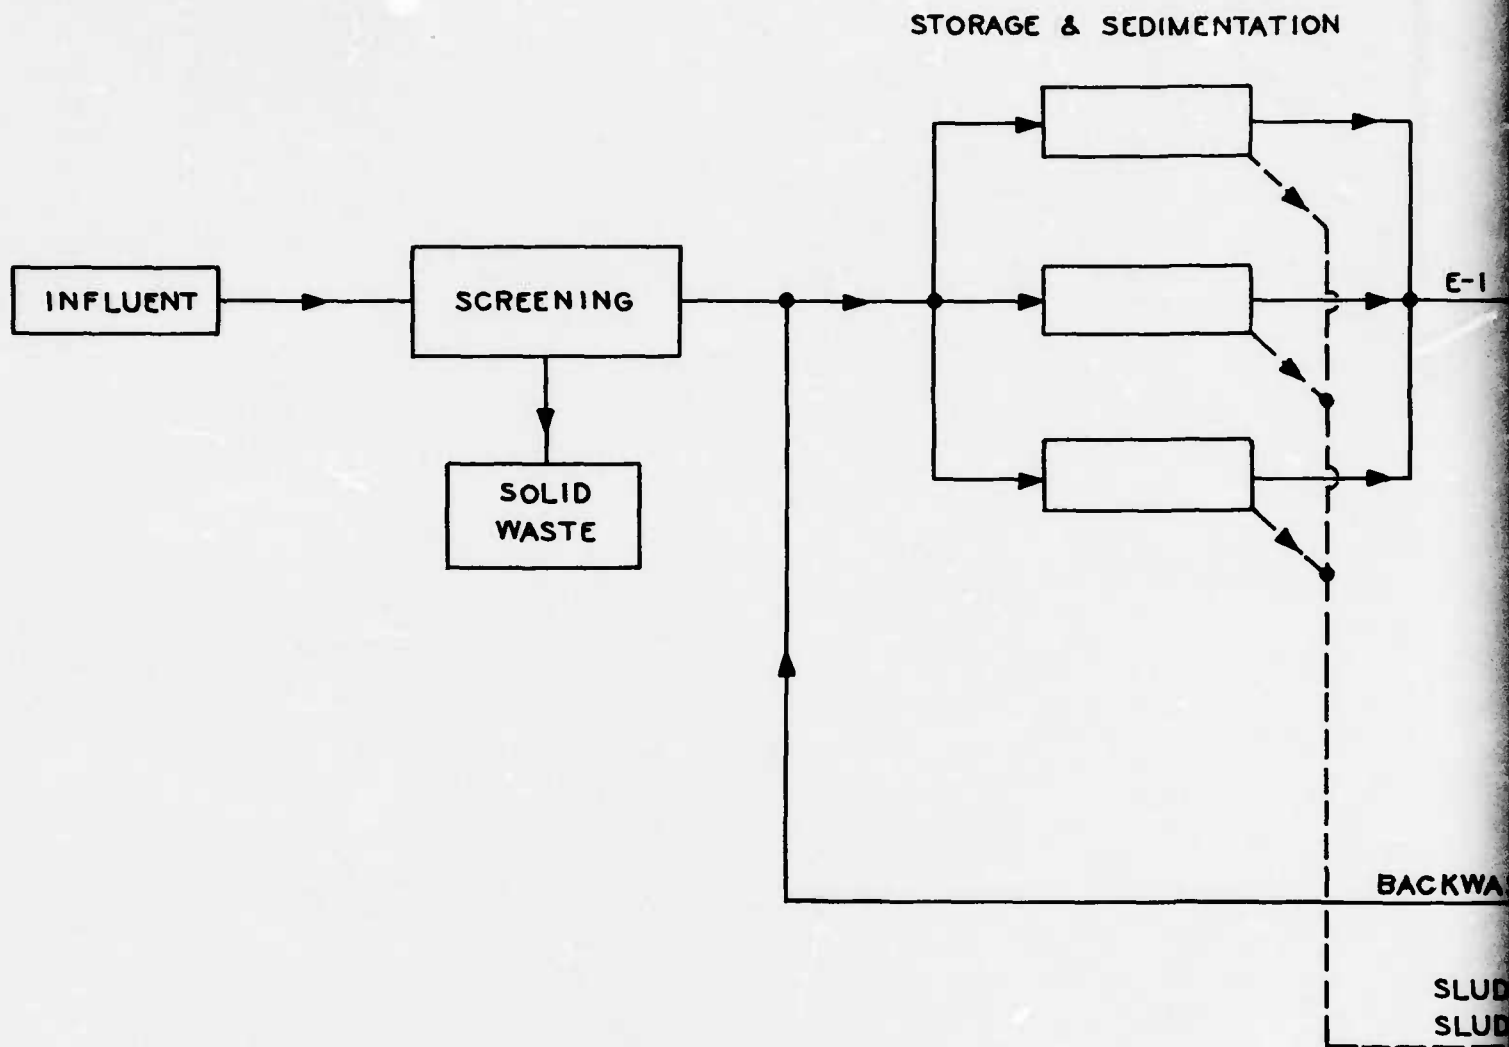 STORAGE & SEDIMENTATION
INFLUENT
SCREENING
E-1
SOLID
WASTE